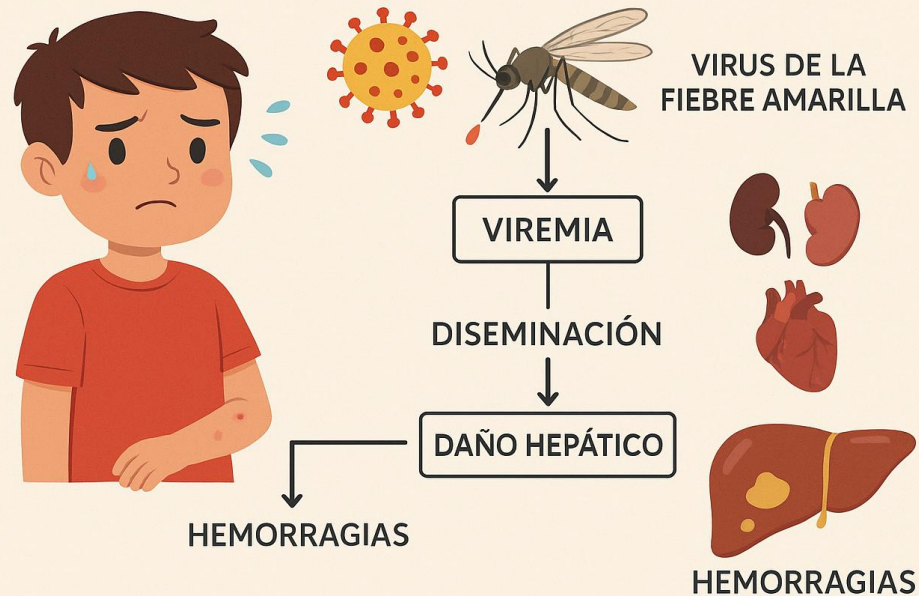 VIRUS DE LA
FIEBRE AMARILLA
VIREMIA
DISEMINACIÓN
DAÑO HEPÁTICO
HEMORRAGIAS
HEMORRAGIAS